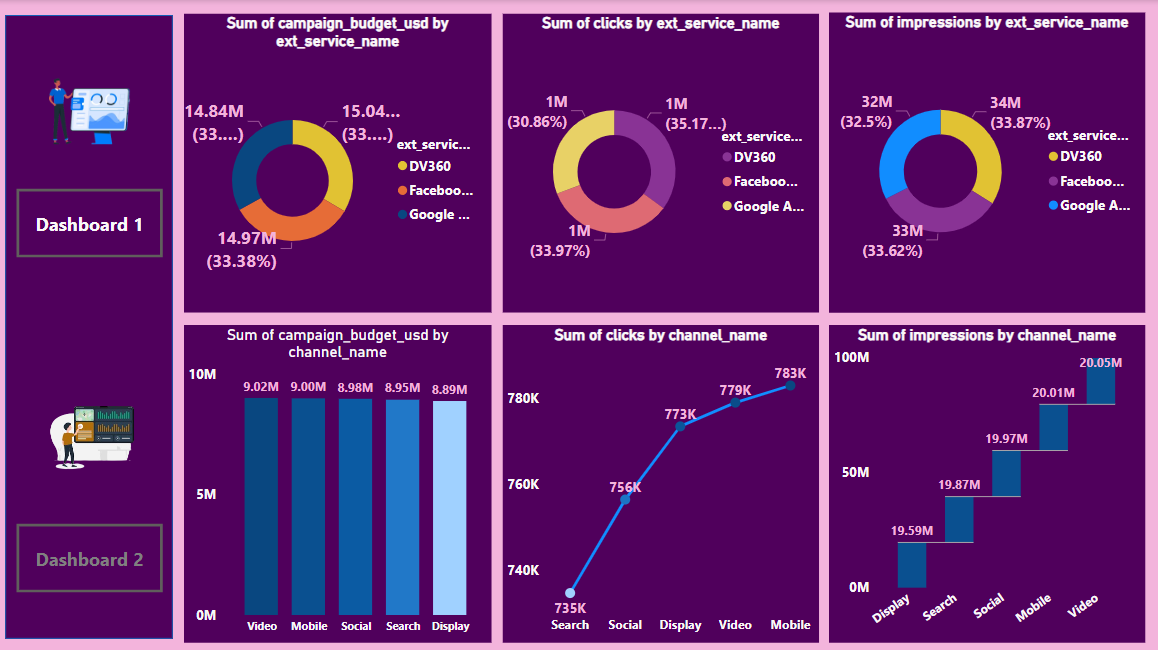 Dashboard 1
Dashboard 2
Sum of campaign_budget_usd by
ext_service_name
14.84M
(33....)
15.04...
(33....)
14.97M
(33.38%)
ext_servic...
DV360
Faceboo...
Google ...
Sum of clicks by ext_service_name
1M
(30.86%)
1M
(35.17...)
1M
(33.97%)
ext_service...
DV360
Faceboo...
Google A...
Sum of impressions by ext_service_name
32M
(32.5%)
34M
(33.87%)
33M
(33.62%)
ext_service...
DV360
Faceboo...
Google A...
Sum of campaign_budget_usd by
channel_name
10M
5M
0M
9.02M
9.00M
8.98M
8.95M
8.89M
Video
Mobile
Social
Search
Display
Sum of clicks by channel_name
780K
760K
740K
735K
756K
773K
779K
783K
Search
Social
Display
Video
Mobile
Sum of impressions by channel_name
100M
50M
0M
19.59M
19.87M
19.97M
20.01M
20.05M
Display
Search
Social
Mobile
Video